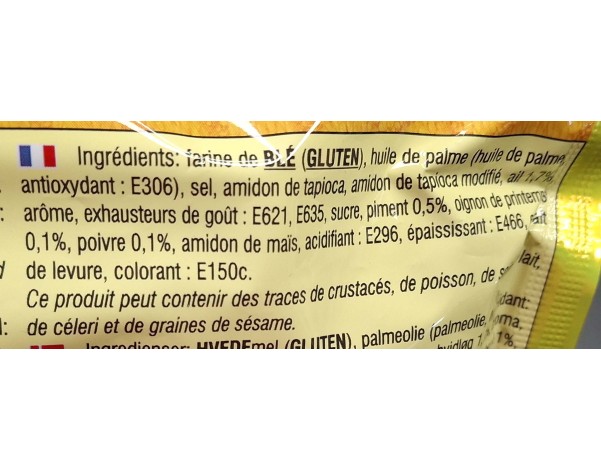 Ingrédients: farine de BLÉ (GLUTEN), huile de palme (huile de palme,
antioxydant : E306), sel, amidon de tapioca, amidon de tapioca modifié, ail 1,7%,
arôme, exhausteurs de goût : E621, E635, sucre, piment 0,5%, oignon de printemps
0,1%, poivre 0,1%, amidon de maïs, acidifiant : E296, épaississant : E466,
de levure, colorant : E150c.
Ce produit peut contenir des traces de crustacés, de poisson, de lait,
de céleri et de graines de sésame.
Ingredienser: HVEDEmel (GLUTEN), palmeolie (palmeolie,
1%,